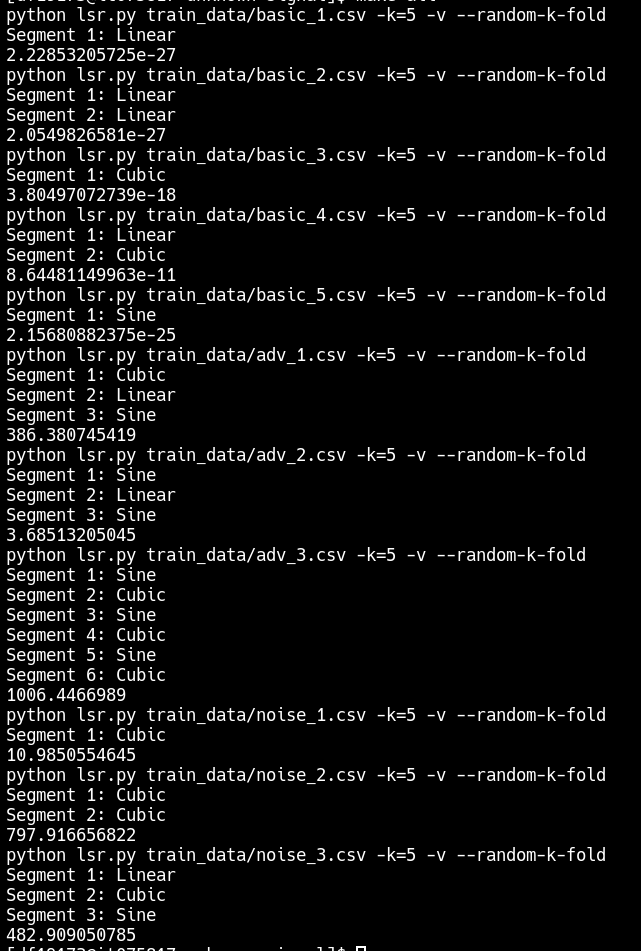 python lsr.py train_data/basic_1.csv -k=5 -v --random-k-fold
Segment 1: Linear
2.22853205725e-27
python lsr.py train_data/basic_2.csv -k=5 -v --random-k-fold
Segment 1: Linear
Segment 2: Linear
2.0549826581e-27
python lsr.py train_data/basic_3.csv -k=5 -v --random-k-fold
Segment 1: Cubic
3.80497072739e-18
python lsr.py train_data/basic_4.csv -k=5 -v --random-k-fold
Segment 1: Linear
Segment 2: Cubic
8.64481149963e-11
python lsr.py train_data/basic_5.csv -k=5 -v --random-k-fold
Segment 1: Sine
2.15680882375e-25
python lsr.py train_data/adv_1.csv -k=5 -v --random-k-fold
Segment 1: Cubic
Segment 2: Linear
Segment 3: Sine
386.380745419
python lsr.py train_data/adv_2.csv -k=5 -v --random-k-fold
Segment 1: Sine
Segment 2: Linear
Segment 3: Sine
3.68513205045
python lsr.py train_data/adv_3.csv -k=5 -v --random-k-fold
Segment 1: Sine
Segment 2: Cubic
Segment 3: Sine
Segment 4: Cubic
Segment 5: Sine
Segment 6: Cubic
1006.4466989
python lsr.py train_data/noise_1.csv -k=5 -v --random-k-fold
Segment 1: Cubic
10.9850554645
python lsr.py train_data/noise_2.csv -k=5 -v --random-k-fold
Segment 1: Cubic
Segment 2: Cubic
797.916656822
python lsr.py train_data/noise_3.csv -k=5 -v --random-k-fold
Segment 1: Linear
Segment 2: Cubic
Segment 3: Sine
482.909050785